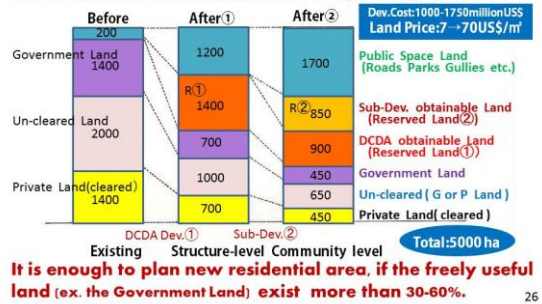 Before
After①
After②
Dev.Cost:1000-1750millionUS$
Land Price:7→70US$/㎡
200
Government Land
1400
Un-cleared Land
2000
Private Land(cleared)
1400
1200
R①
1400
700
1000
700
1700
R②
850
900
450
650
450
Public Space Land
(Roads Parks Gullies etc.)
Sub-Dev. obtainable Land
(Reserved Land②)
DCDA obtainable Land
(Reserved Land①)
Government Land
Un-cleared ( G or P Land )
Private Land( cleared )
DCDA Dev.①
Sub-Dev.②
Existing
Structure-level
Community level
Total:5000 ha
It is enough to plan new residential area, if the freely useful
land (ex. the Government Land) exist more than 30-60%.
26